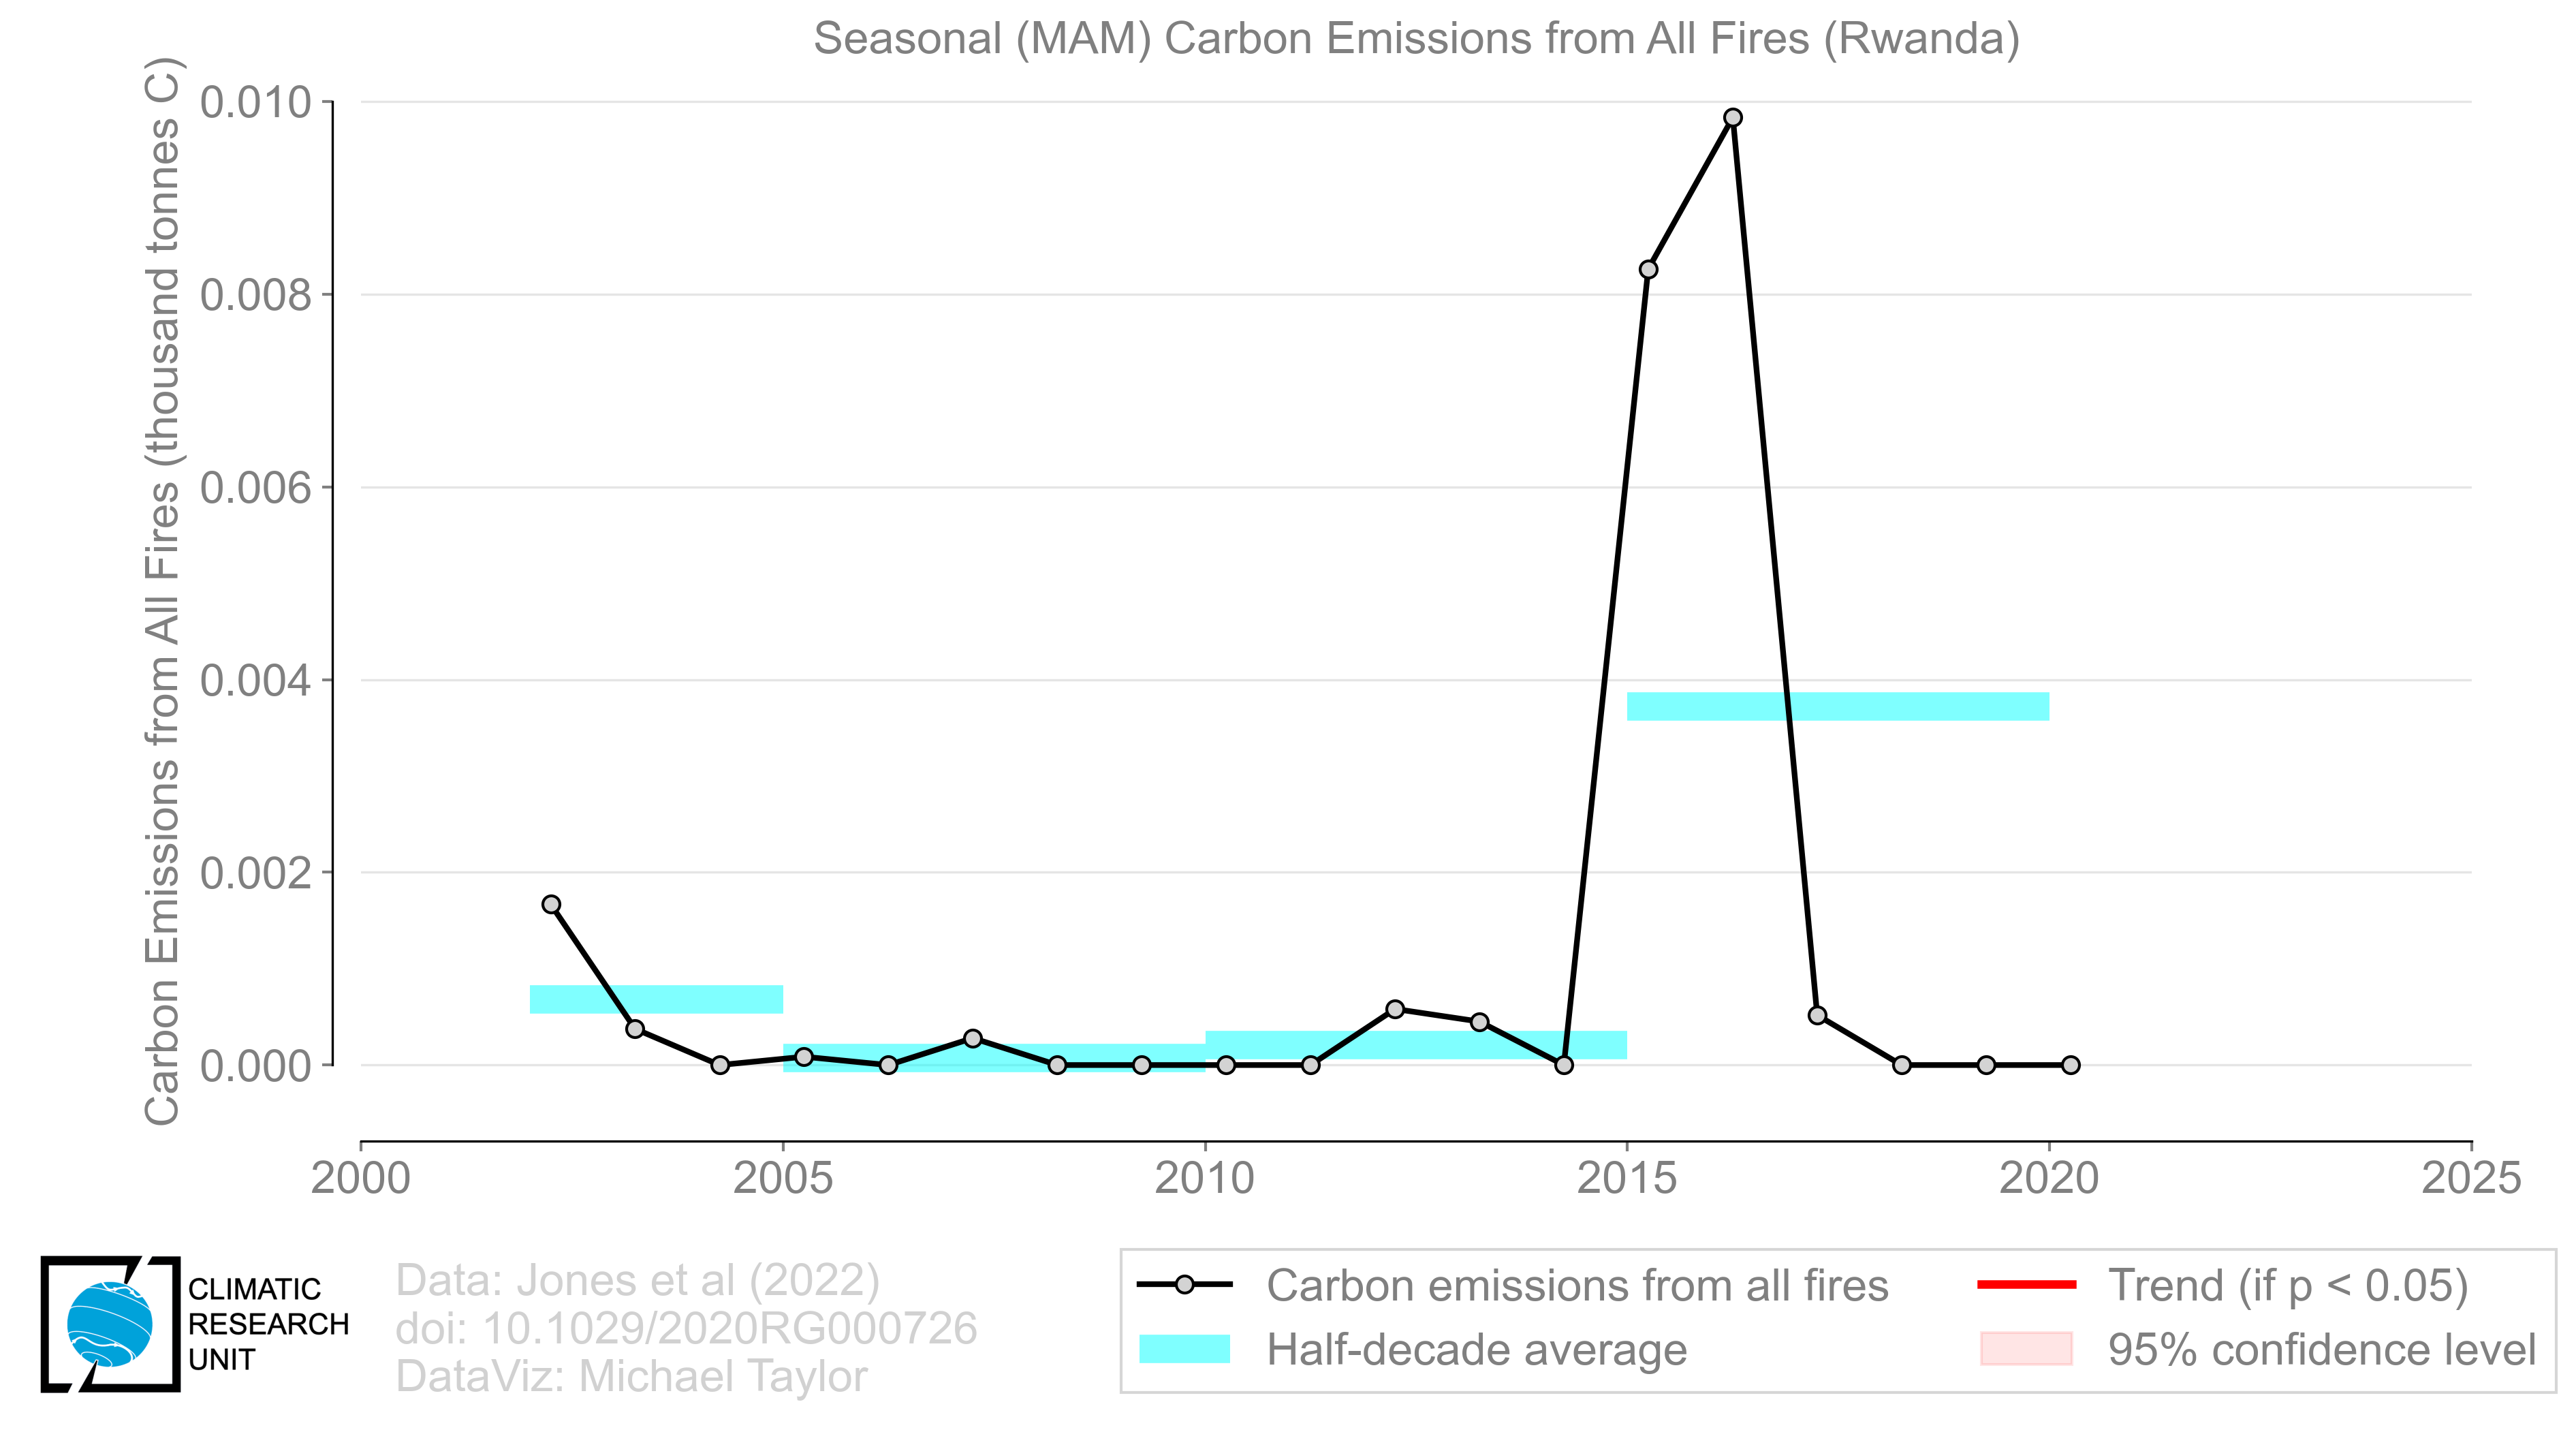 Seasonal (MAM) Carbon Emissions from All Fires (Rwanda)
Carbon Emissions from All Fires (thousand tonnes C)
0.010
0.008
0.006
0.004
0.002
0.000
2000 2005 2010 2015 2020 2025
CLIMATIC
RESEARCH
UNIT
Data: Jones et al (2022)
doi: 10.1029/2020RG000726
DataViz: Michael Taylor
Carbon emissions from all fires
Half-decade average
Trend (if p < 0.05)
95% confidence level